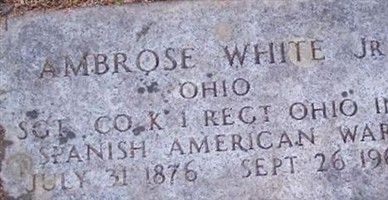 AMBROSE WHITE JR
OHIO
SGT CO K 1 REGT OHIO
SPANISH AMERICAN WAR
JULY 31 1876 SEPT 26